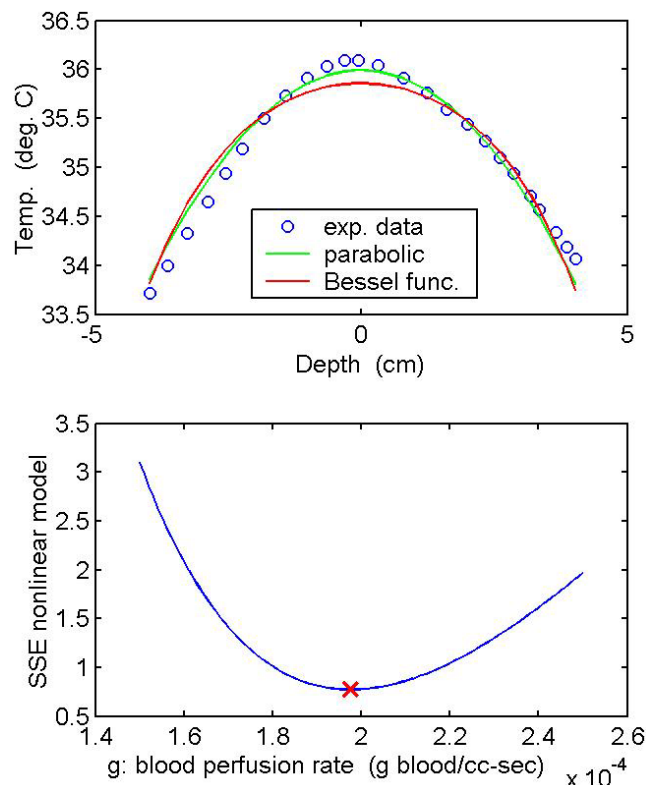 36.5
36
35.5
35
34.5
34
33.5
Temp. (deg. C)
exp. data
parabolic
Bessel func.
-5 0 5
Depth (cm)
3.5
3
2.5
2
1.5
1
0.5
SSE nonlinear model
1.4 1.6 1.8 2 2.2 2.4 2.6
g: blood perfusion rate (g blood/cc-sec) x 10⁻⁴